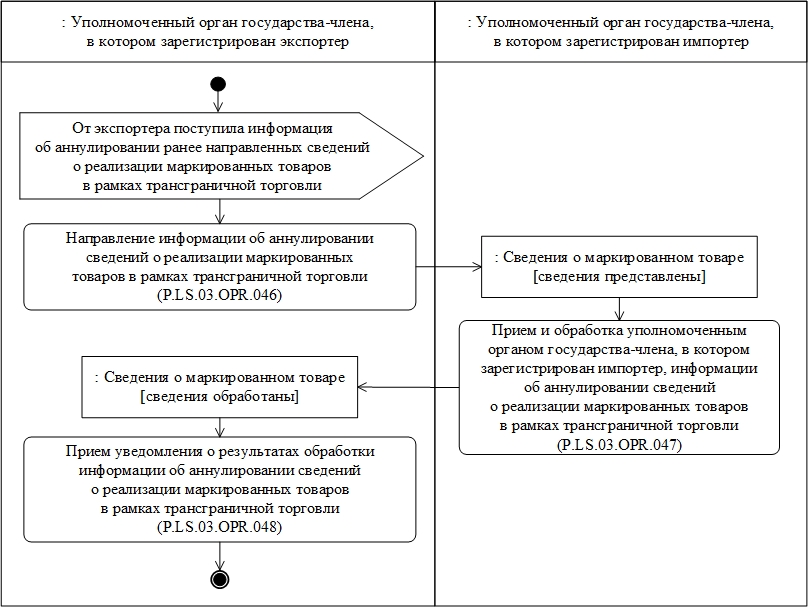 : Уполномоченный орган государства-члена,
в котором зарегистрирован экспортер
: Уполномоченный орган государства-члена,
в котором зарегистрирован импортер
От экспортера поступила информация
об аннулировании ранее направленных сведений
о реализации маркированных товаров
в рамках трансграничной торговли
Направление информации об аннулировании
сведений о реализации маркированных
товаров в рамках трансграничной торговли
(P.LS.03.OPR.046)
: Сведения о маркированном товаре
[сведения представлены]
Прием и обработка уполномоченным
органом государства-члена, в котором
зарегистрирован импортер, информации
об аннулировании сведений
о реализации маркированных товаров
в рамках трансграничной торговли
(P.LS.03.OPR.047)
: Сведения о маркированном товаре
[сведения обработаны]
Прием уведомления о результатах обработки
информации об аннулировании сведений
о реализации маркированных товаров
в рамках трансграничной торговли
(P.LS.03.OPR.048)